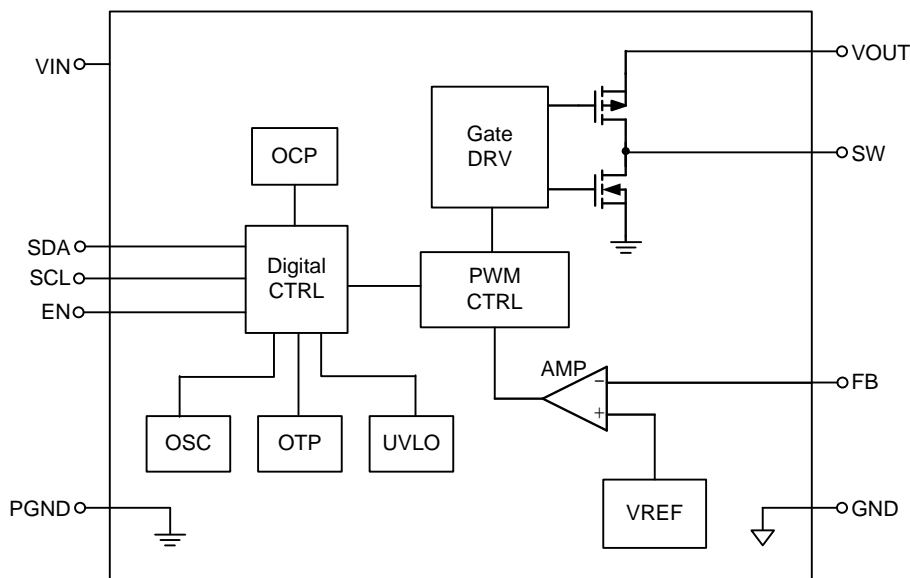 VIN
VOUT
Gate
DRV
SW
OCP
SDA
SCL
EN
Digital
CTRL
PWM
CTRL
AMP
−
+
FB
OSC
OTP
UVLO
VREF
PGND
GND